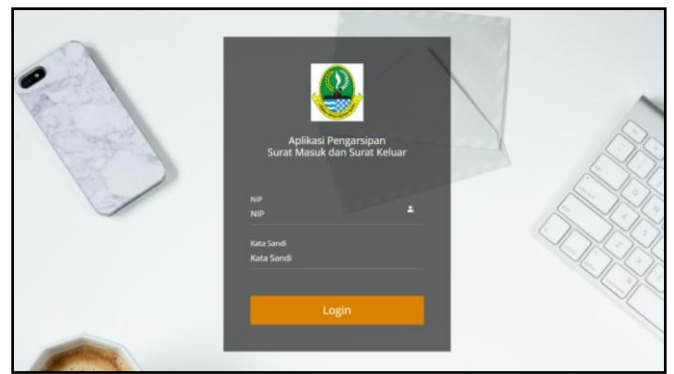 Aplikasi Pengarsipan
Surat Masuk dan Surat Keluar
NIP
NIP
Kata Sandi
Kata Sandi
Login